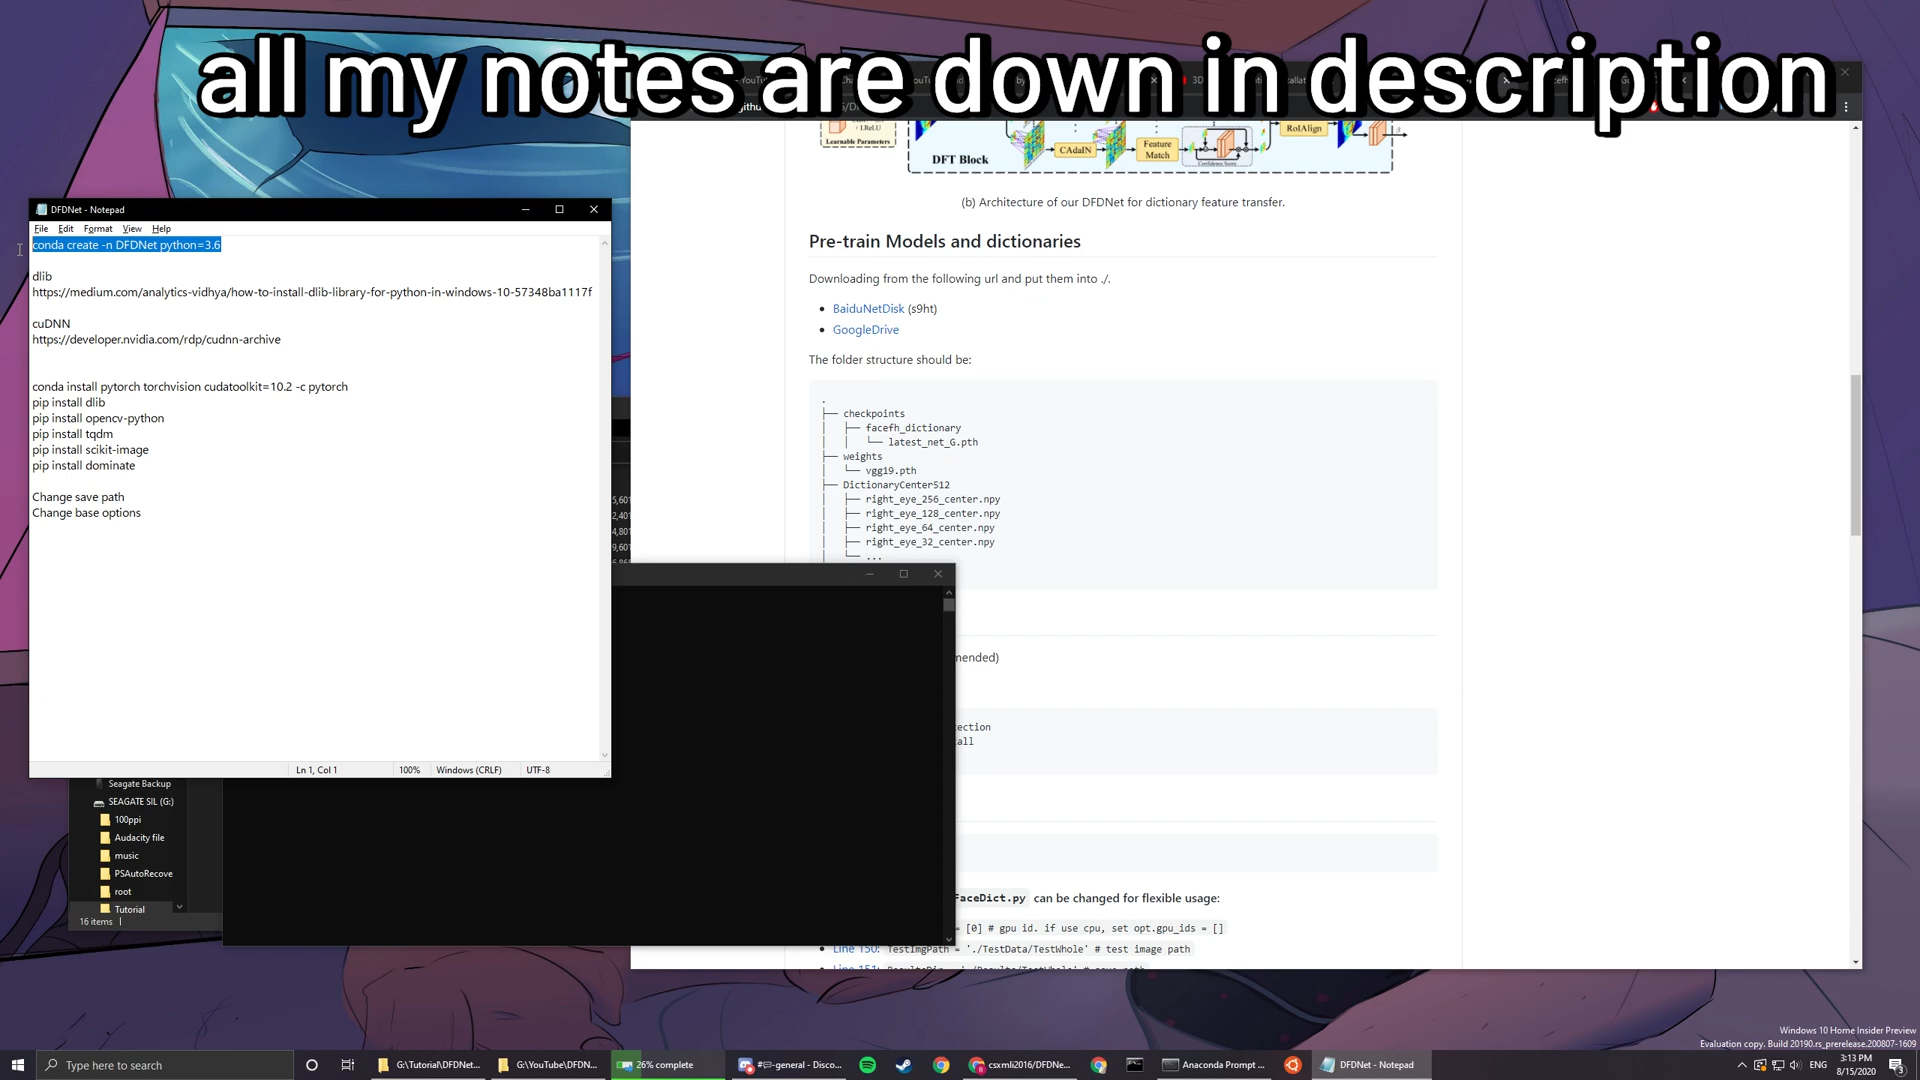 all my notes are down in description
+ LReLU
Learnable Parameters
DFT Block
CAdaIN
Feature
Match
RoIAlign
(b) Architecture of our DFDNet for dictionary feature transfer.
DFDNet - Notepad
File Edit Format View Help
conda create -n DFDNet python=3.6
dlib
https://medium.com/analytics-vidhya/how-to-install-dlib-library-for-python-in-windows-10-57348ba1117f
cuDNN
https://developer.nvidia.com/rdp/cudnn-archive
conda install pytorch torchvision cudatoolkit=10.2 -c pytorch
pip install dlib
pip install opencv-python
pip install tqdm
pip install scikit-image
pip install dominate
Change save path
Change base options
Ln 1, Col 1 100% Windows (CRLF) UTF-8
Pre-train Models and dictionaries
Downloading from the following url and put them into ./.
BaiduNetDisk (s9ht)
GoogleDrive
The folder structure should be:
.
├── checkpoints
│ ├── facefh_dictionary
│ │ └── latest_net_G.pth
├── weights
│ └── vgg19.pth
├── DictionaryCenter512
│ ├── right_eye_256_center.npy
│ ├── right_eye_128_center.npy
│ ├── right_eye_64_center.npy
│ ├── right_eye_32_center.npy
│ └── ...
mended)
ection
all
FaceDict.py can be changed for flexible usage:
= [0] # gpu id. if use cpu, set opt.gpu_ids = []
Line 150: TestImgPath = './TestData/TestWhole' # test image path
Seagate Backup
SEAGATE SIL (G:)
100ppi
Audacity file
music
PSAutoRecove
root
Tutorial
16 items
Windows 10 Home Insider Preview
Evaluation copy. Build 20190.rs_prerelease.200807-1609
Type here to search
G:\Tutorial\DFDNet...
G:\YouTube\DFDN...
26% complete
-general - Disco...
csxmli2016/DFDNe...
Anaconda Prompt ...
DFDNet - Notepad
ENG
3:13 PM
8/15/2020